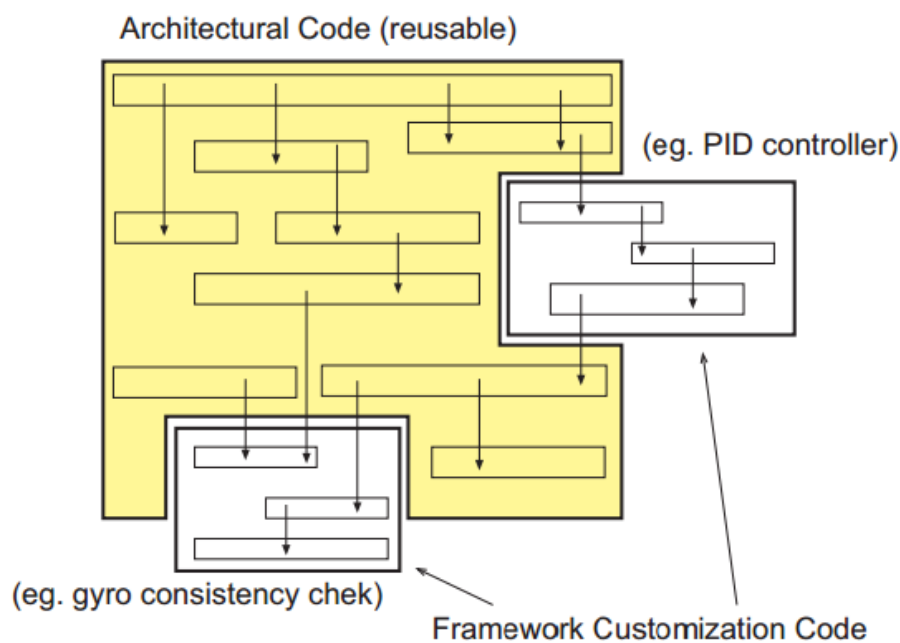 Architectural Code (reusable)
(eg. PID controller)
(eg. gyro consistency chek)
Framework Customization Code